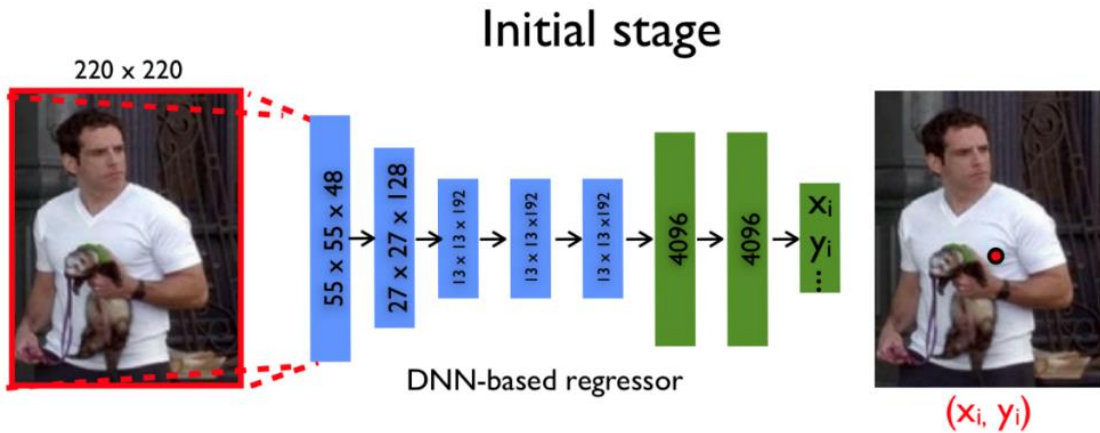 Initial stage
220 x 220
55 x 55 x 48
27 x 27 x 128
13 x 13 x 192
13 x 13 x192
13 x 13 x192
4096
4096
xi
yi
...
DNN-based regressor
(xi, yi)